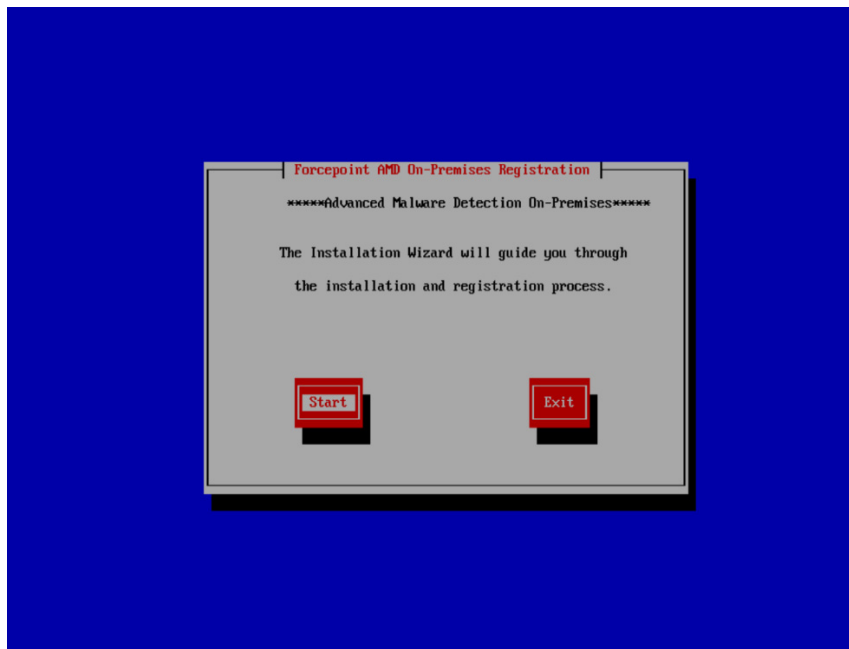 Forcepoint AMD On-Premises Registration
*****Advanced Malware Detection On-Premises*****
The Installation Wizard will guide you through
the installation and registration process.
Start Exit